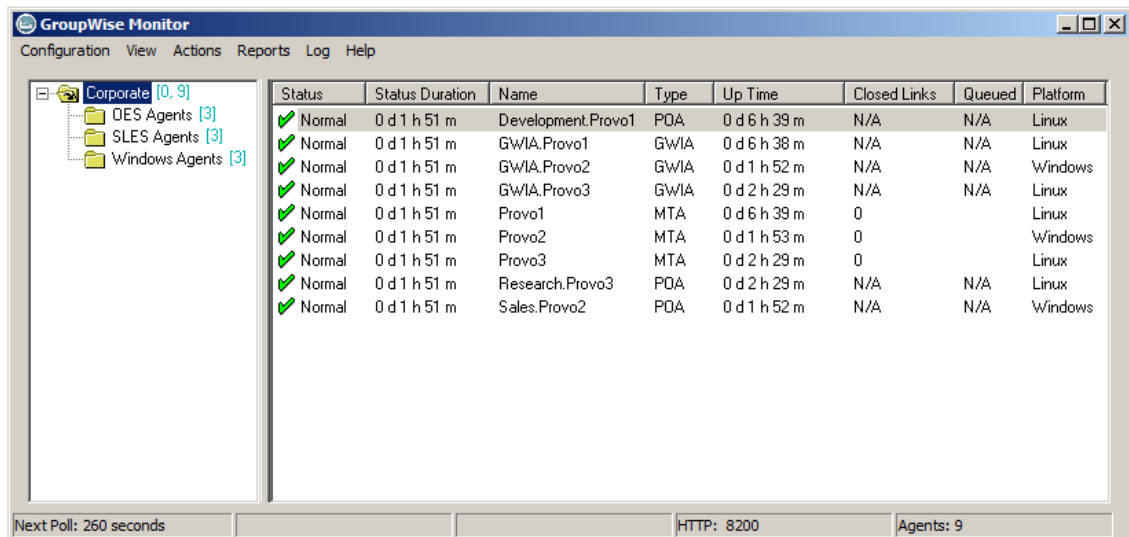 GroupWise Monitor
Configuration View Actions Reports Log Help
Corporate [0, 9]
OES Agents [3]
SLES Agents [3]
Windows Agents [3]
Status Status Duration Name Type Up Time Closed Links Queued Platform
Normal 0 d 1 h 51 m Development.Provo1 POA 0 d 6 h 39 m N/A N/A Linux
Normal 0 d 1 h 51 m GWIA.Provo1 GWIA 0 d 6 h 38 m N/A N/A Linux
Normal 0 d 1 h 51 m GWIA.Provo2 GWIA 0 d 1 h 52 m N/A N/A Windows
Normal 0 d 1 h 51 m GWIA.Provo3 GWIA 0 d 2 h 29 m N/A N/A Linux
Normal 0 d 1 h 51 m Provo1 MTA 0 d 6 h 39 m 0 Linux
Normal 0 d 1 h 51 m Provo2 MTA 0 d 1 h 53 m 0 Windows
Normal 0 d 1 h 51 m Provo3 MTA 0 d 2 h 29 m 0 Linux
Normal 0 d 1 h 51 m Research.Provo3 POA 0 d 2 h 29 m N/A N/A Linux
Normal 0 d 1 h 51 m Sales.Provo2 POA 0 d 1 h 52 m N/A N/A Windows
Next Poll: 260 seconds HTTP: 8200 Agents: 9